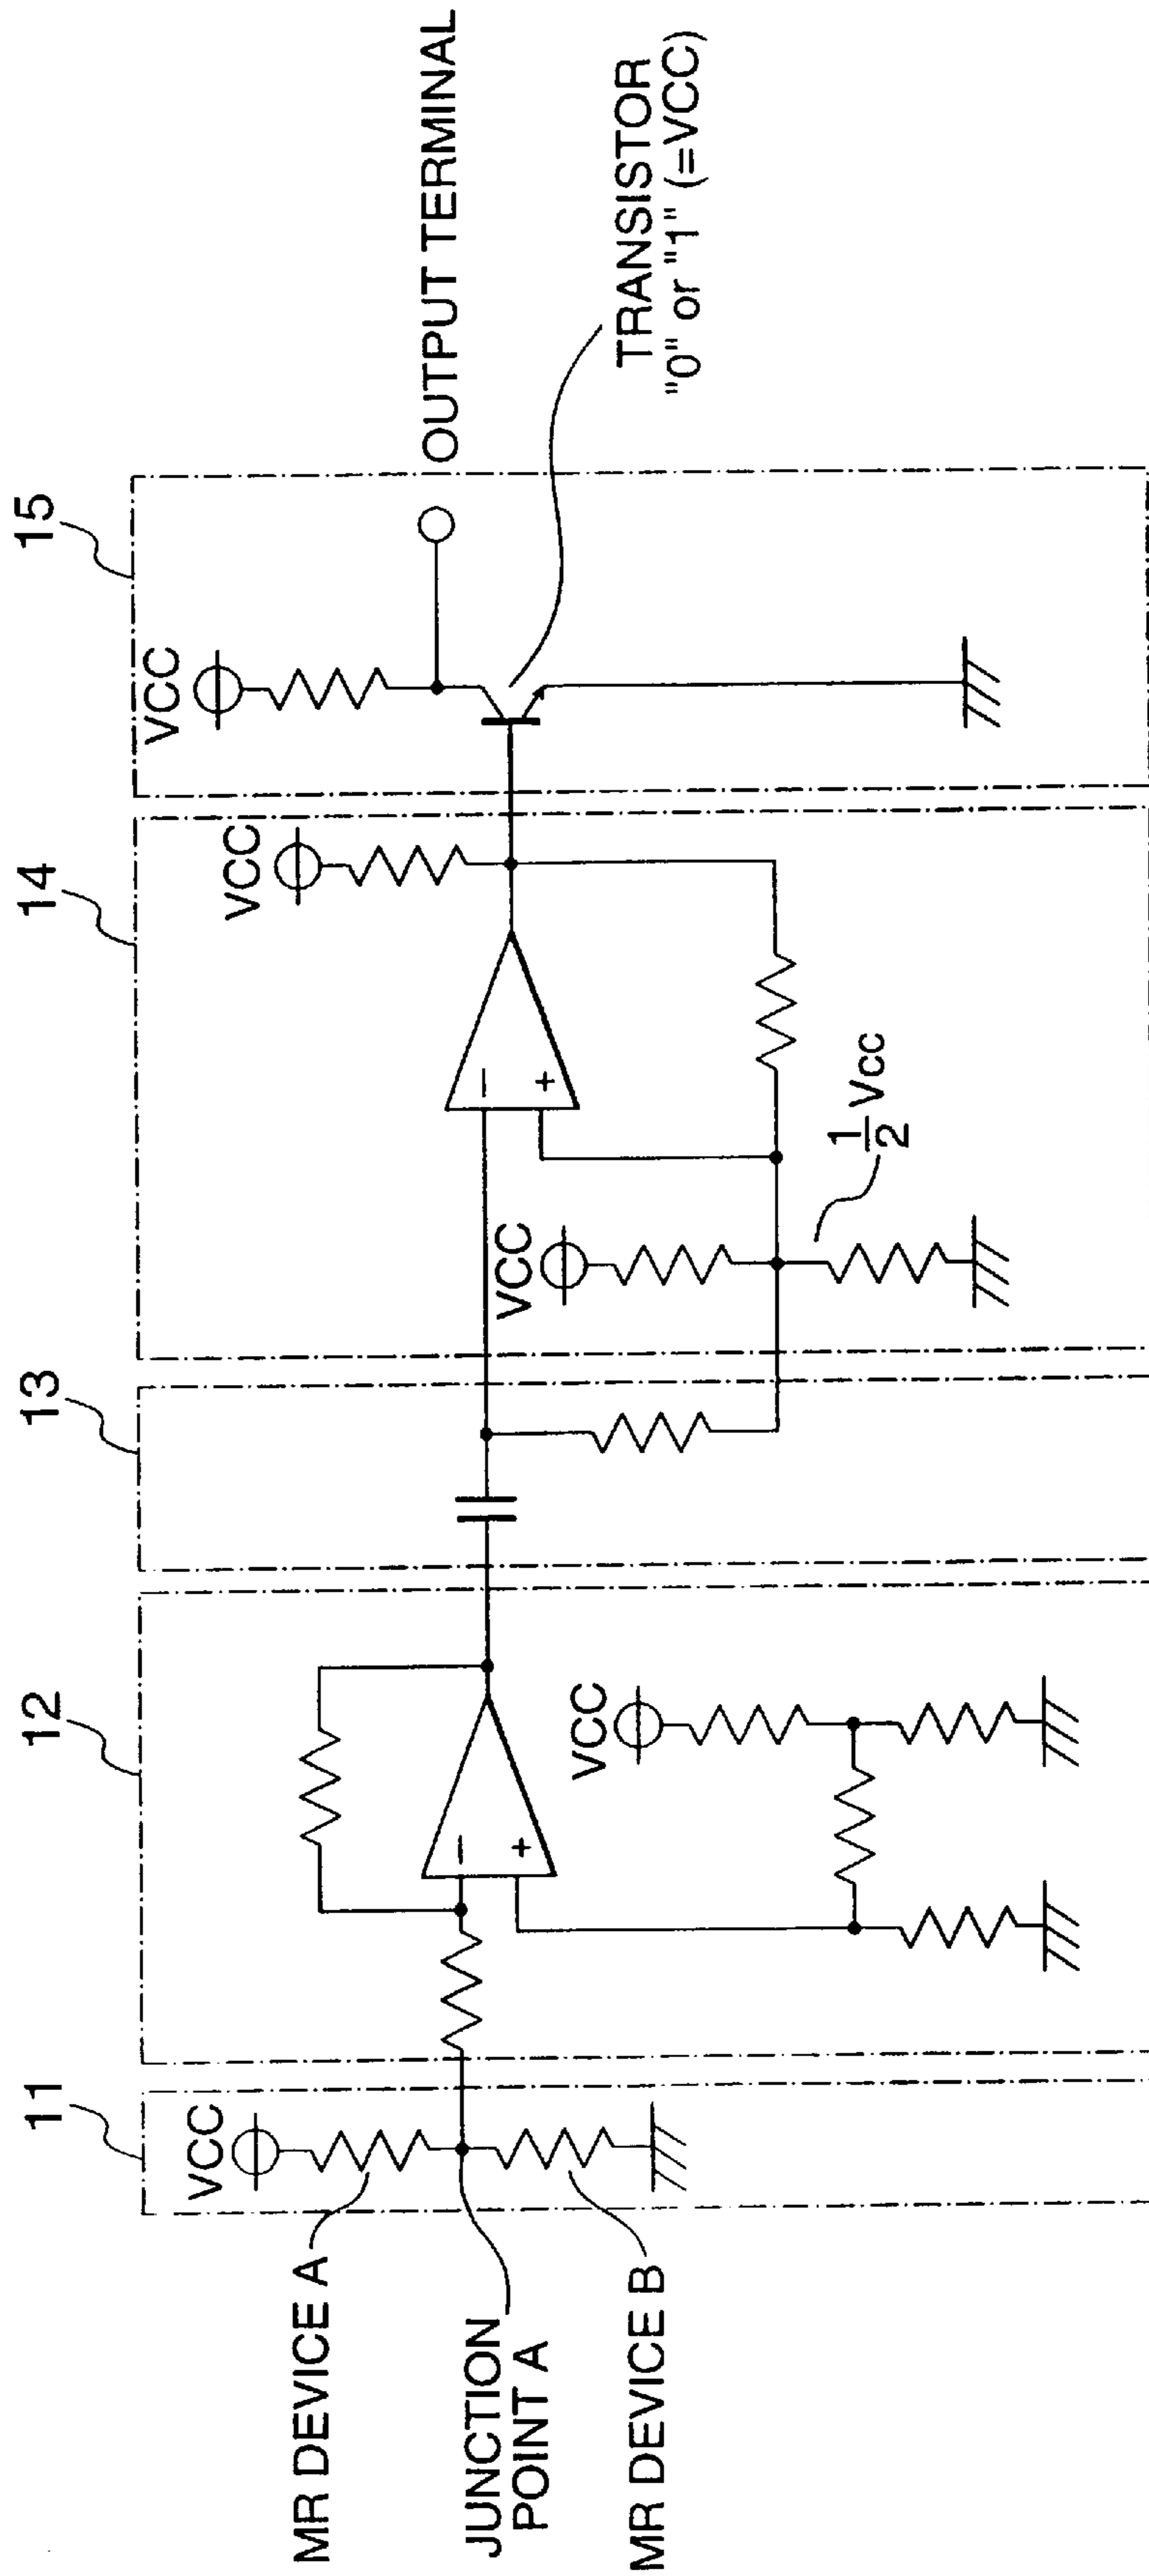 11
12
13
14
15
VCC
MR DEVICE A
JUNCTION
POINT A
MR DEVICE B
−
+
VCC
−
+
VCC
1/2 Vcc
VCC
VCC
OUTPUT TERMINAL
TRANSISTOR
"0" or "1" (=VCC)